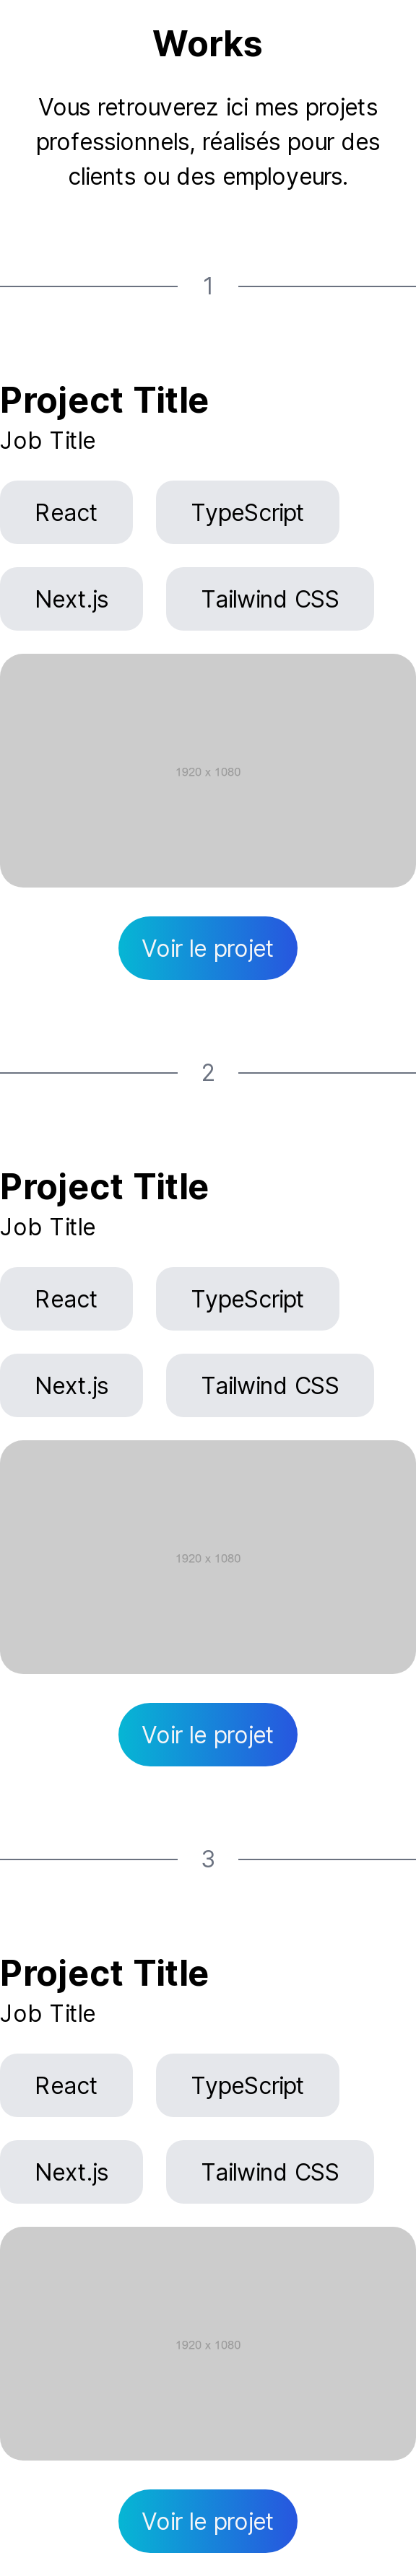 Works
Vous retrouverez ici mes projets
professionnels, réalisés pour des
clients ou des employeurs.
1
Project Title
Job Title
React
TypeScript
Next.js
Tailwind CSS
1920 x 1080
Voir le projet
2
Project Title
Job Title
React
TypeScript
Next.js
Tailwind CSS
1920 x 1080
Voir le projet
3
Project Title
Job Title
React
TypeScript
Next.js
Tailwind CSS
1920 x 1080
Voir le projet